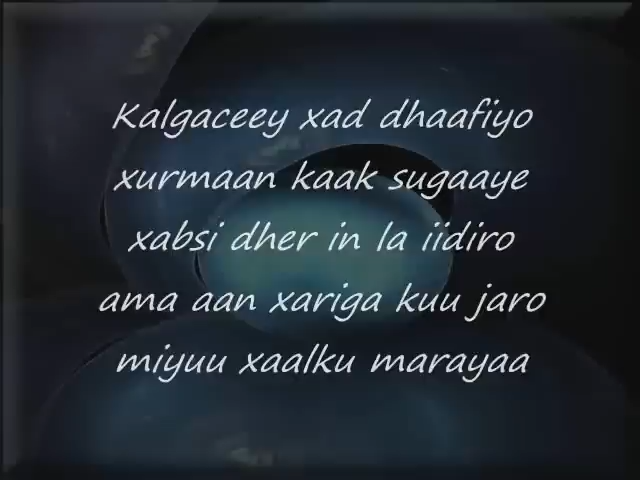 Kalgaceey xad dhaafiyo
xurmaan kaak sugaaye
xabsi dher in la iidiro
ama aan xariga kuu jaro
miyuu xaalku marayaa